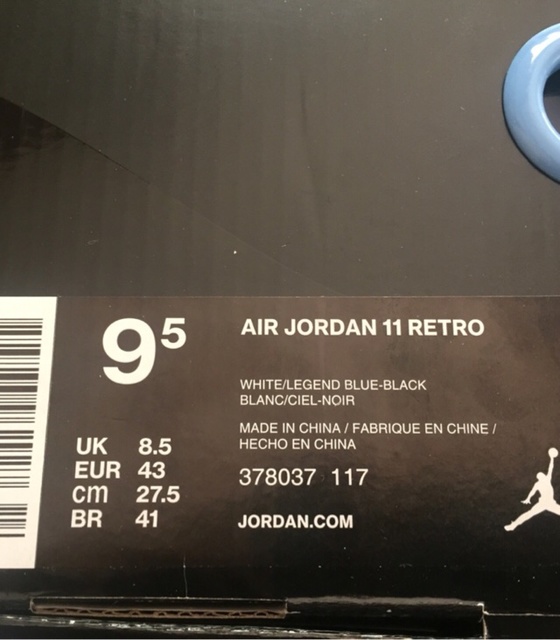 9⁵
UK 8.5
EUR 43
cm 27.5
BR 41
AIR JORDAN 11 RETRO
WHITE/LEGEND BLUE-BLACK
BLANC/CIEL-NOIR
MADE IN CHINA / FABRIQUE EN CHINE /
HECHO EN CHINA
378037 117
JORDAN.COM